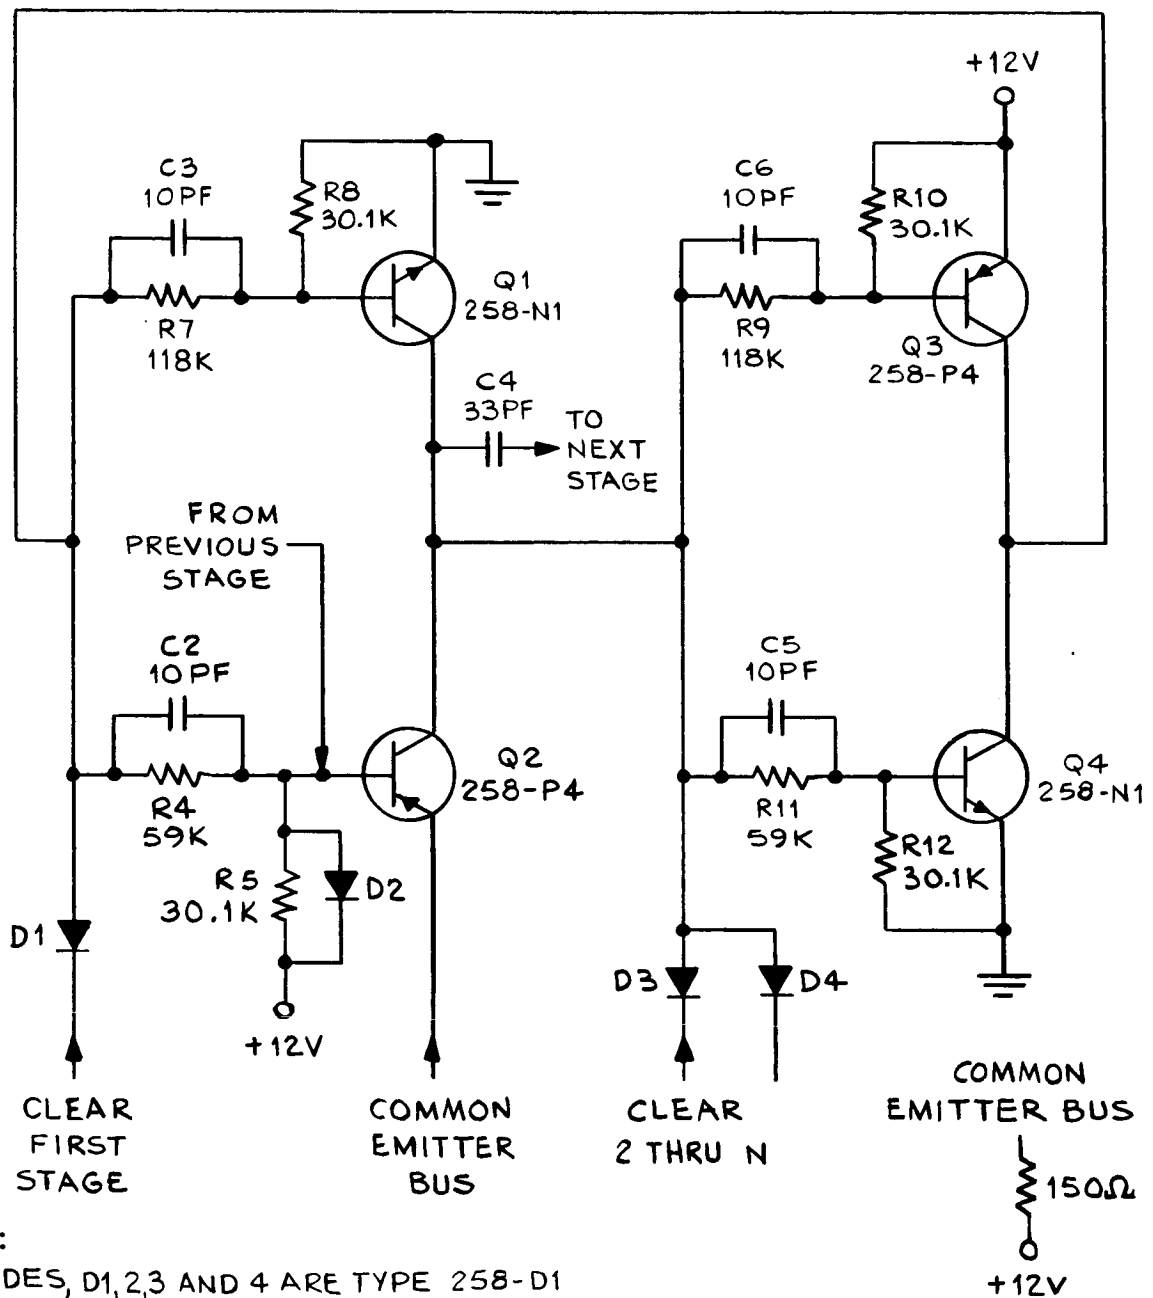 +12V
C3
10PF
R8
30.1K
C6
10PF
R10
30.1K
Q1
258-N1
R7
118K
R9
118K
Q3
258-P4
C4
33PF
TO
NEXT
STAGE
FROM
PREVIOUS
STAGE
C2
10PF
C5
10PF
Q2
258-P4
Q4
258-N1
R4
59K
R11
59K
R12
30.1K
R5
30.1K
D2
D1
D3
D4
+12V
CLEAR
FIRST
STAGE
COMMON
EMITTER
BUS
CLEAR
2 THRU N
COMMON
EMITTER BUS
150Ω
+12V
:
DES, D1,2,3 AND 4 ARE TYPE 258-D1